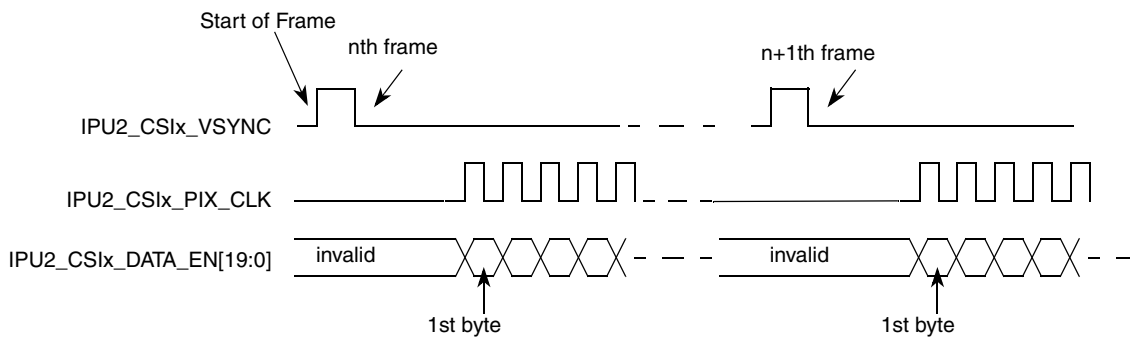 Start of Frame
nth frame
n+1th frame
IPU2_CSIx_VSYNC
IPU2_CSIx_PIX_CLK
IPU2_CSIx_DATA_EN[19:0]
invalid
invalid
1st byte
1st byte